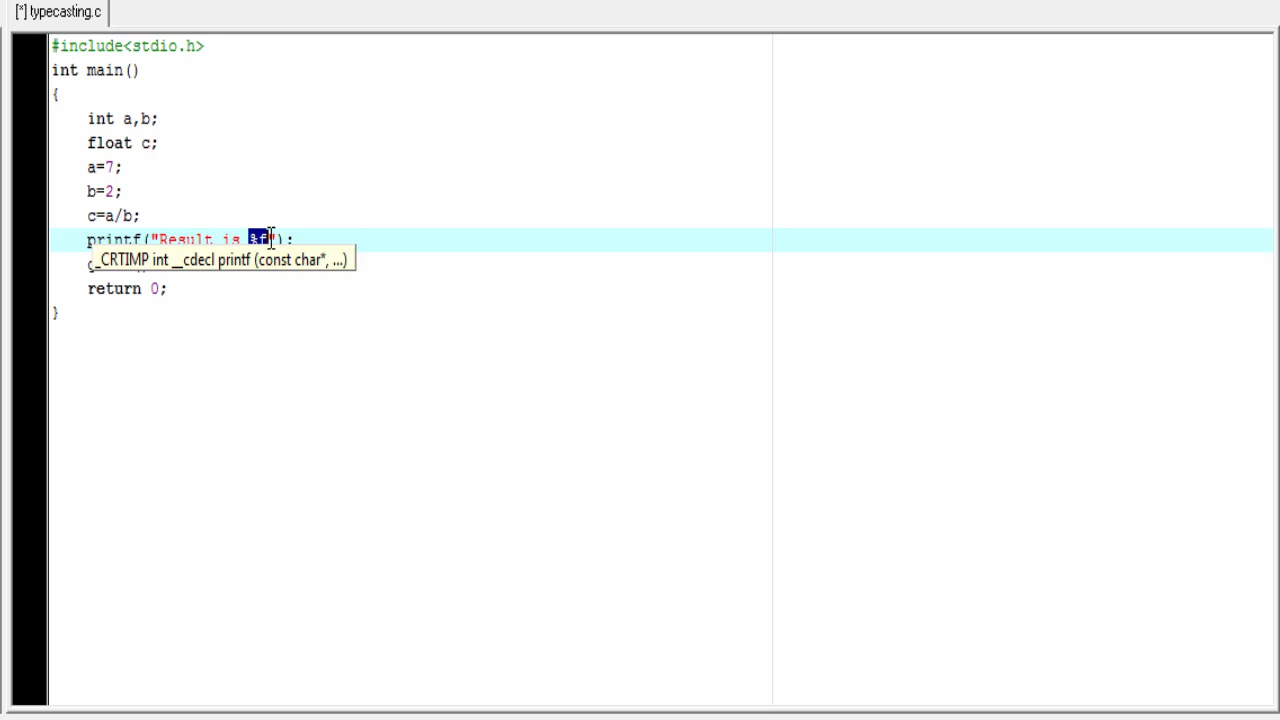 [*] typecasting.c
#include<stdio.h>
int main()
{
int a,b;
float c;
a=7;
b=2;
c=a/b;
printf("Result is %f");
_CRTIMP int __cdecl printf (const char*, ...)
return 0;
}